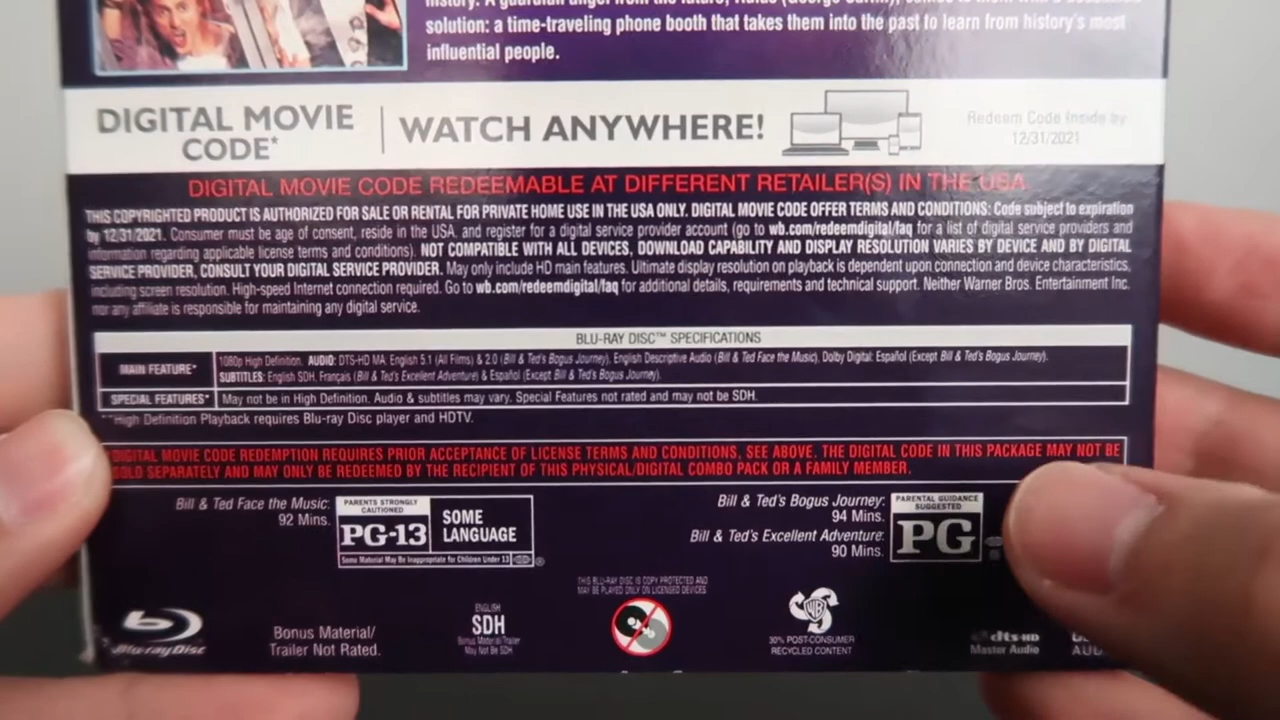 solution: a time-traveling phone booth that takes them into the past to learn from history's most
influential people.
DIGITAL MOVIE
CODE*
WATCH ANYWHERE!
Redeem Code Inside by
12/31/2021
DIGITAL MOVIE CODE REDEEMABLE AT DIFFERENT RETAILER(S) IN THE USA
THIS COPYRIGHTED PRODUCT IS AUTHORIZED FOR SALE OR RENTAL FOR PRIVATE HOME USE IN THE USA ONLY. DIGITAL MOVIE CODE OFFER TERMS AND CONDITIONS: Code subject to expiration
by 12/31/2021. Consumer must be age of consent, reside in the USA, and register for a digital service provider account (go to wb.com/redeemdigital/faq for a list of digital service providers and
information regarding applicable license terms and conditions). NOT COMPATIBLE WITH ALL DEVICES, DOWNLOAD CAPABILITY AND DISPLAY RESOLUTION VARIES BY DEVICE AND BY DIGITAL
SERVICE PROVIDER, CONSULT YOUR DIGITAL SERVICE PROVIDER. May only include HD main features. Ultimate display resolution on playback is dependent upon connection and device characteristics,
including screen resolution. High-speed Internet connection required. Go to wb.com/redeemdigital/faq for additional details, requirements and technical support. Neither Warner Bros. Entertainment Inc.
nor any affiliate is responsible for maintaining any digital service.
BLU-RAY DISC™ SPECIFICATIONS
MAIN FEATURE*
1080p High Definition. AUDIO: DTS-HD MA: English 5.1 (All Films) & 2.0 (Bill & Ted's Bogus Journey), English Descriptive Audio (Bill & Ted Face the Music), Dolby Digital: Español (Except Bill & Ted's Bogus Journey).
SUBTITLES: English SDH, Français (Bill & Ted's Excellent Adventure) & Español (Except Bill & Ted's Bogus Journey).
SPECIAL FEATURES*
May not be in High Definition. Audio & subtitles may vary. Special Features not rated and may not be SDH.
*High Definition Playback requires Blu-ray Disc player and HDTV.
DIGITAL MOVIE CODE REDEMPTION REQUIRES PRIOR ACCEPTANCE OF LICENSE TERMS AND CONDITIONS, SEE ABOVE. THE DIGITAL CODE IN THIS PACKAGE MAY NOT BE
SOLD SEPARATELY AND MAY ONLY BE REDEEMED BY THE RECIPIENT OF THIS PHYSICAL/DIGITAL COMBO PACK OR A FAMILY MEMBER.
Bill & Ted Face the Music:
92 Mins.
PARENTS STRONGLY
CAUTIONED
PG-13
SOME
LANGUAGE
Some Material May Be Inappropriate for Children Under 13
®
Bill & Ted's Bogus Journey:
94 Mins.
Bill & Ted's Excellent Adventure:
90 Mins.
PARENTAL GUIDANCE
SUGGESTED
PG
Blu-ray Disc
Bonus Material/
Trailer Not Rated.
ENGLISH
SDH
Bonus Material/Trailer
May Not Be SDH
THIS BLU-RAY DISC IS COPY PROTECTED AND
MAY BE PLAYED ONLY ON LICENSED DEVICES
WB
30% POST-CONSUMER
RECYCLED CONTENT
dts-HD
Master Audio